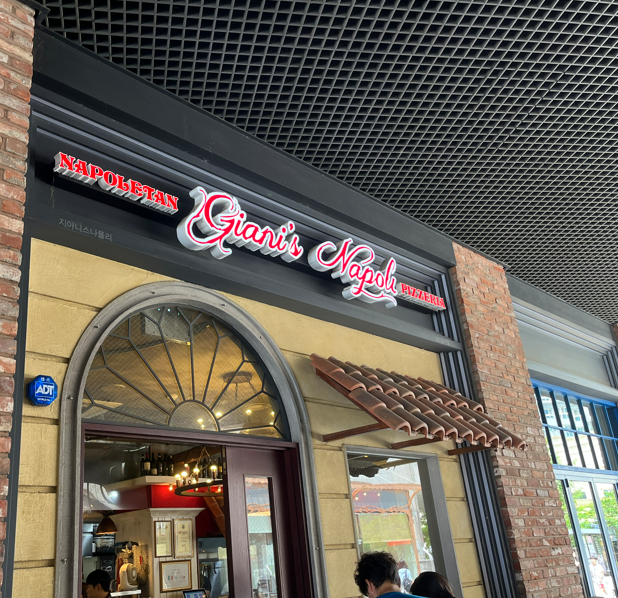 NAPOLETAN
Giani's Napoli
PIZZERIA
지아니스나폴리
ADT